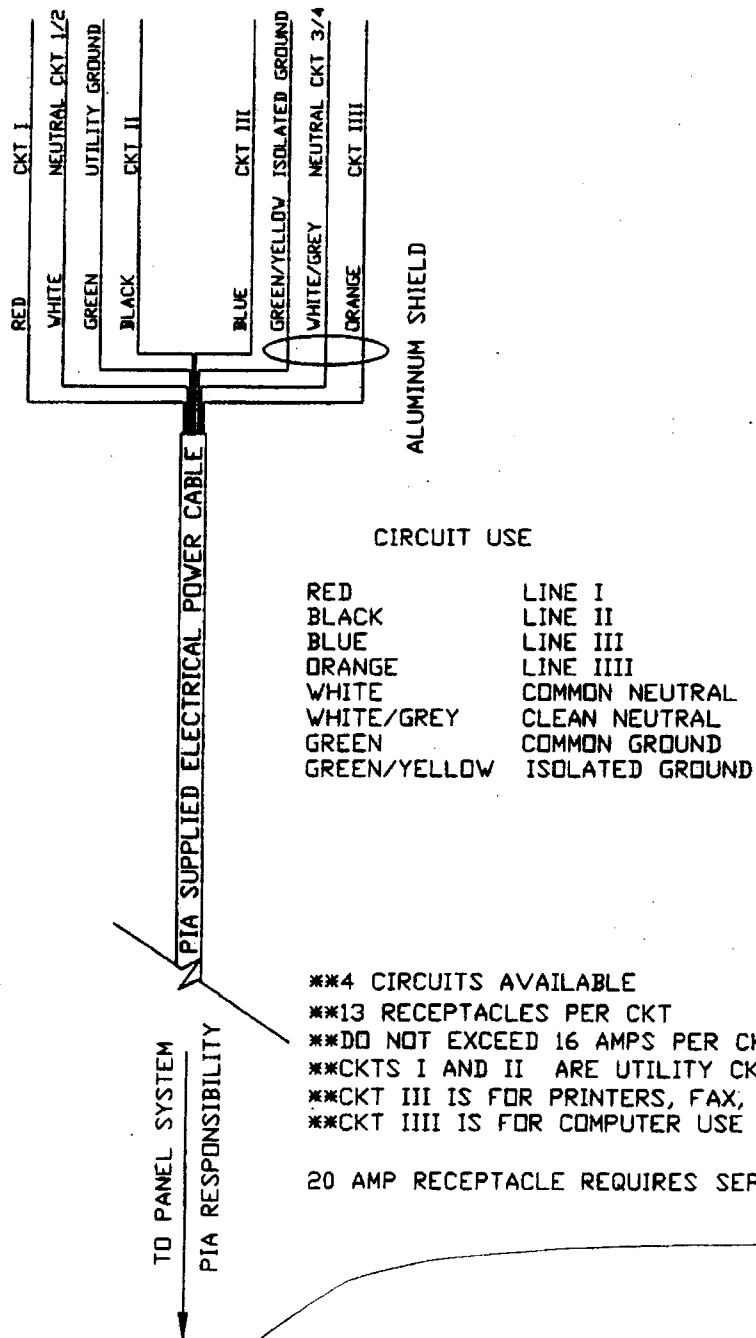 RED CKT I
WHITE NEUTRAL CKT 1/2
GREEN UTILITY GROUND
BLACK CKT II
BLUE CKT III
GREEN/YELLOW ISOLATED GROUND
WHITE/GREY NEUTRAL CKT 3/4
ORANGE CKT IIII
ALUMINUM SHIELD
PIA SUPPLIED ELECTRICAL POWER CABLE
CIRCUIT USE
RED LINE I
BLACK LINE II
BLUE LINE III
ORANGE LINE IIII
WHITE COMMON NEUTRAL
WHITE/GREY CLEAN NEUTRAL
GREEN COMMON GROUND
GREEN/YELLOW ISOLATED GROUND
**4 CIRCUITS AVAILABLE
**13 RECEPTACLES PER CKT
**DO NOT EXCEED 16 AMPS PER
**CKTS I AND II ARE UTILITY
**CKT III IS FOR PRINTERS, FAX,
**CKT IIII IS FOR COMPUTER USE
20 AMP RECEPTACLE REQUIRES
TO PANEL SYSTEM
PIA RESPONSIBILITY